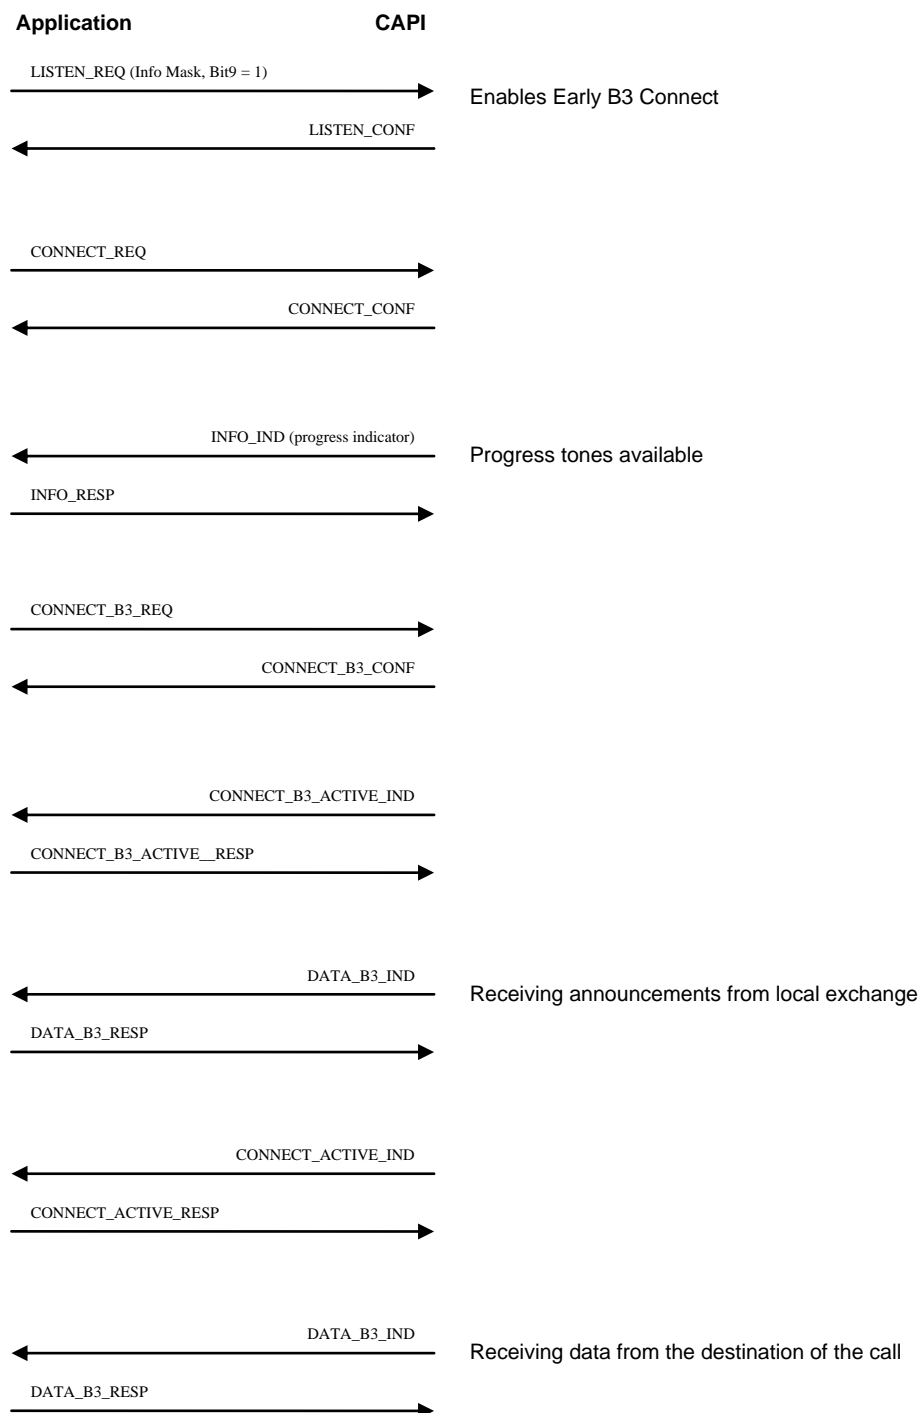 Application CAPI
LISTEN_REQ (Info Mask, Bit9 = 1)
Enables Early B3 Connect
LISTEN_CONF
CONNECT_REQ
CONNECT_CONF
INFO_IND (progress indicator)
Progress tones available
INFO_RESP
CONNECT_B3_REQ
CONNECT_B3_CONF
CONNECT_B3_ACTIVE_IND
CONNECT_B3_ACTIVE__RESP
DATA_B3_IND
Receiving announcements from local exchange
DATA_B3_RESP
CONNECT_ACTIVE_IND
CONNECT_ACTIVE_RESP
DATA_B3_IND
Receiving data from the destination of the call
DATA_B3_RESP